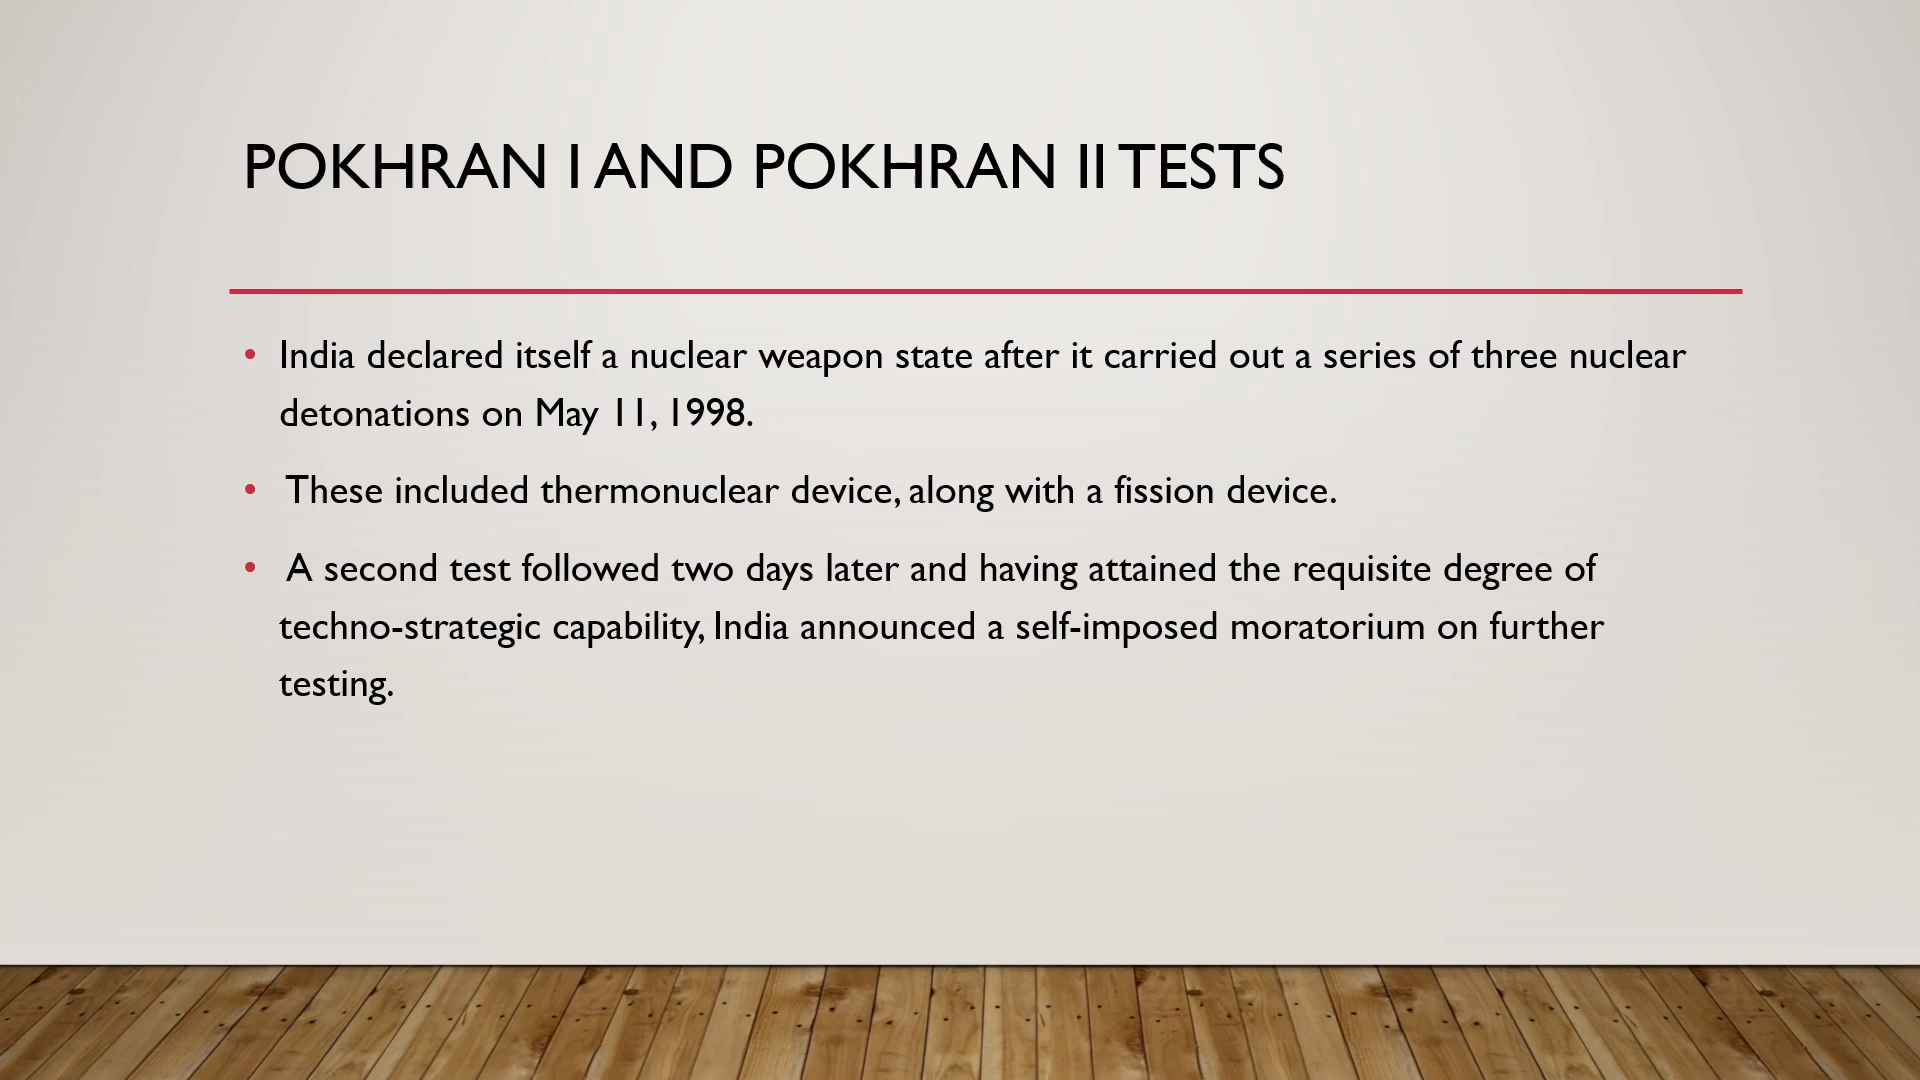 POKHRAN I AND POKHRAN II TESTS
• India declared itself a nuclear weapon state after it carried out a series of three nuclear
detonations on May 11, 1998.
• These included thermonuclear device, along with a fission device.
• A second test followed two days later and having attained the requisite degree of
techno-strategic capability, India announced a self-imposed moratorium on further
testing.